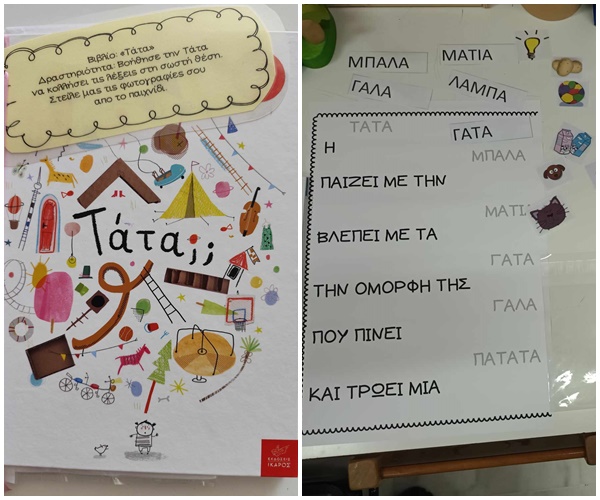 Βιβλίο: «Τάτα»
Δραστηριότητα: Βοήθησε την Τάτα
να κολλήσει τις λέξεις στη σωστή θέση.
Στείλε μας τις φωτογραφίες σου
απο το παιχνίδι.
Τάτα;;
ΕΚΔΟΣΕΙΣ
ΙΚΑΡΟΣ
ΜΠΑΛΑ
ΜΑΤΙΑ
ΓΑΛΑ
ΛΑΜΠΑ
ΤΑΤΑ
ΓΑΤΑ
Η
ΜΠΑΛΑ
ΠΑΙΖΕΙ ΜΕ ΤΗΝ
ΜΑΤΙΑ
ΒΛΕΠΕΙ ΜΕ ΤΑ
ΓΑΤΑ
ΤΗΝ ΟΜΟΡΦΗ ΤΗΣ
ΓΑΛΑ
ΠΟΥ ΠΙΝΕΙ
ΠΑΤΑΤΑ
ΚΑΙ ΤΡΩΕΙ ΜΙΑ